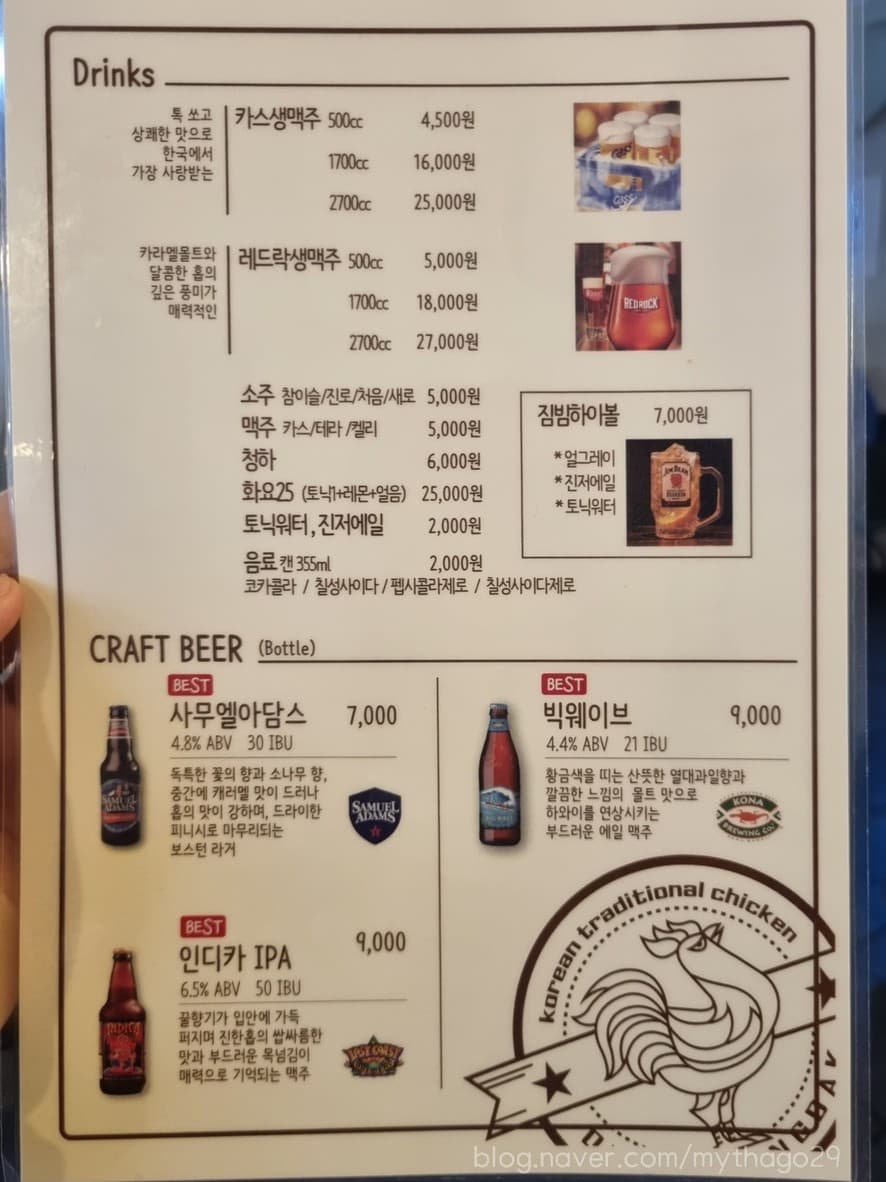 Drinks
톡 쏘고
상쾌한 맛으로
한국에서
가장 사랑받는
카스생맥주 500cc 4,500원
1700cc 16,000원
2700cc 25,000원
카라멜몰트와
달콤한 홉의
깊은 풍미가
매력적인
레드락생맥주 500cc 5,000원
1700cc 18,000원
2700cc 27,000원
REDROCK
소주 참이슬/진로/처음/새로 5,000원
맥주 카스/테라/켈리 5,000원
청하 6,000원
화요25 (토닉1+레몬+얼음) 25,000원
토닉워터, 진저에일 2,000원
음료 캔 355ml 2,000원
코카콜라 / 칠성사이다 / 펩시콜라제로 / 칠성사이다제로
짐빔하이볼 7,000원
*얼그레이
*진저에일
*토닉워터
JIM BEAM
CRAFT BEER (Bottle)
BEST
사무엘아담스 7,000
4.8% ABV 30 IBU
독특한 꽃의 향과 소나무 향,
중간에 캐러멜 맛이 드러나
홉의 맛이 강하며, 드라이한
피니시로 마무리되는
보스턴 라거
SAMUEL
ADAMS
SAMUEL
ADAMS
BEST
빅웨이브 9,000
4.4% ABV 21 IBU
황금색을 띠는 산뜻한 열대과일향과
깔끔한 느낌의 몰트 맛으로
하와이를 연상시키는
부드러운 에일 맥주
KONA
BREWING CO.
BEST
인디카 IPA 9,000
6.5% ABV 50 IBU
꿀향기가 입안에 가득
퍼지며 진한홉의 쌉싸름한
맛과 부드러운 목넘김이
매력으로 기억되는 맥주
INDICA
LOST COAST
korean traditional chicken
blog.naver.com/mythago29